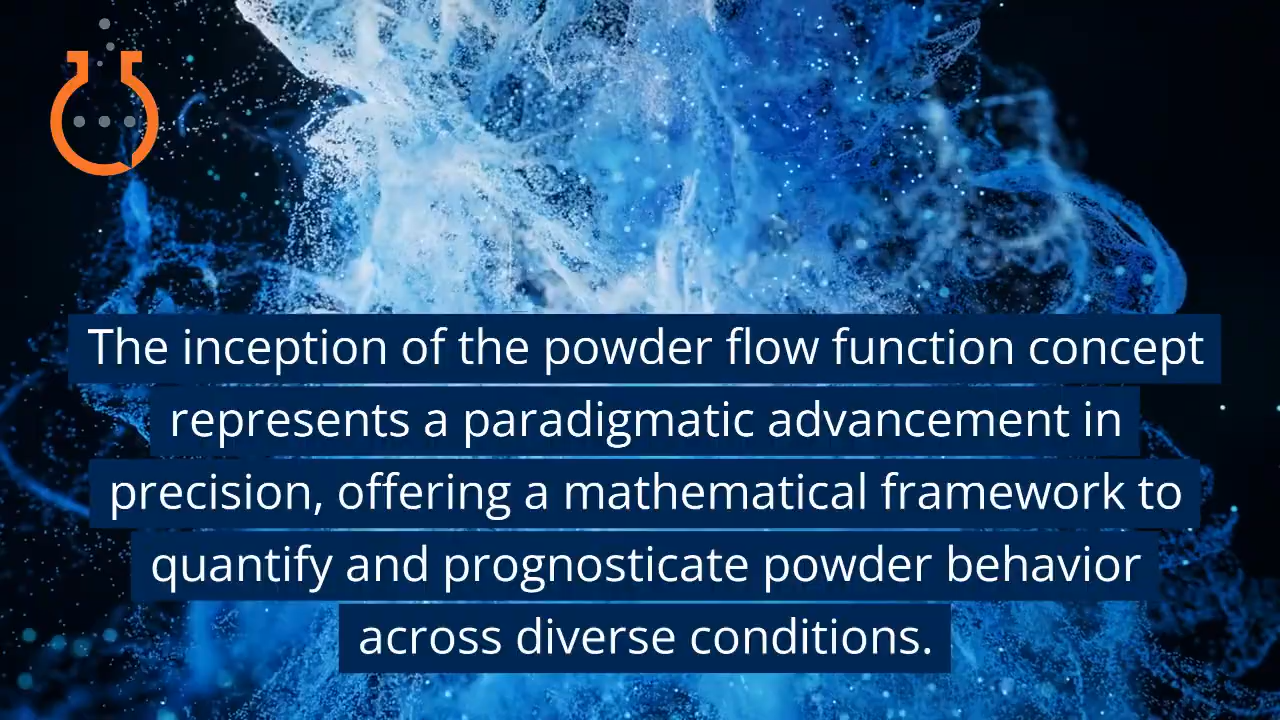 The inception of the powder flow function concept
represents a paradigmatic advancement in
precision, offering a mathematical framework to
quantify and prognosticate powder behavior
across diverse conditions.